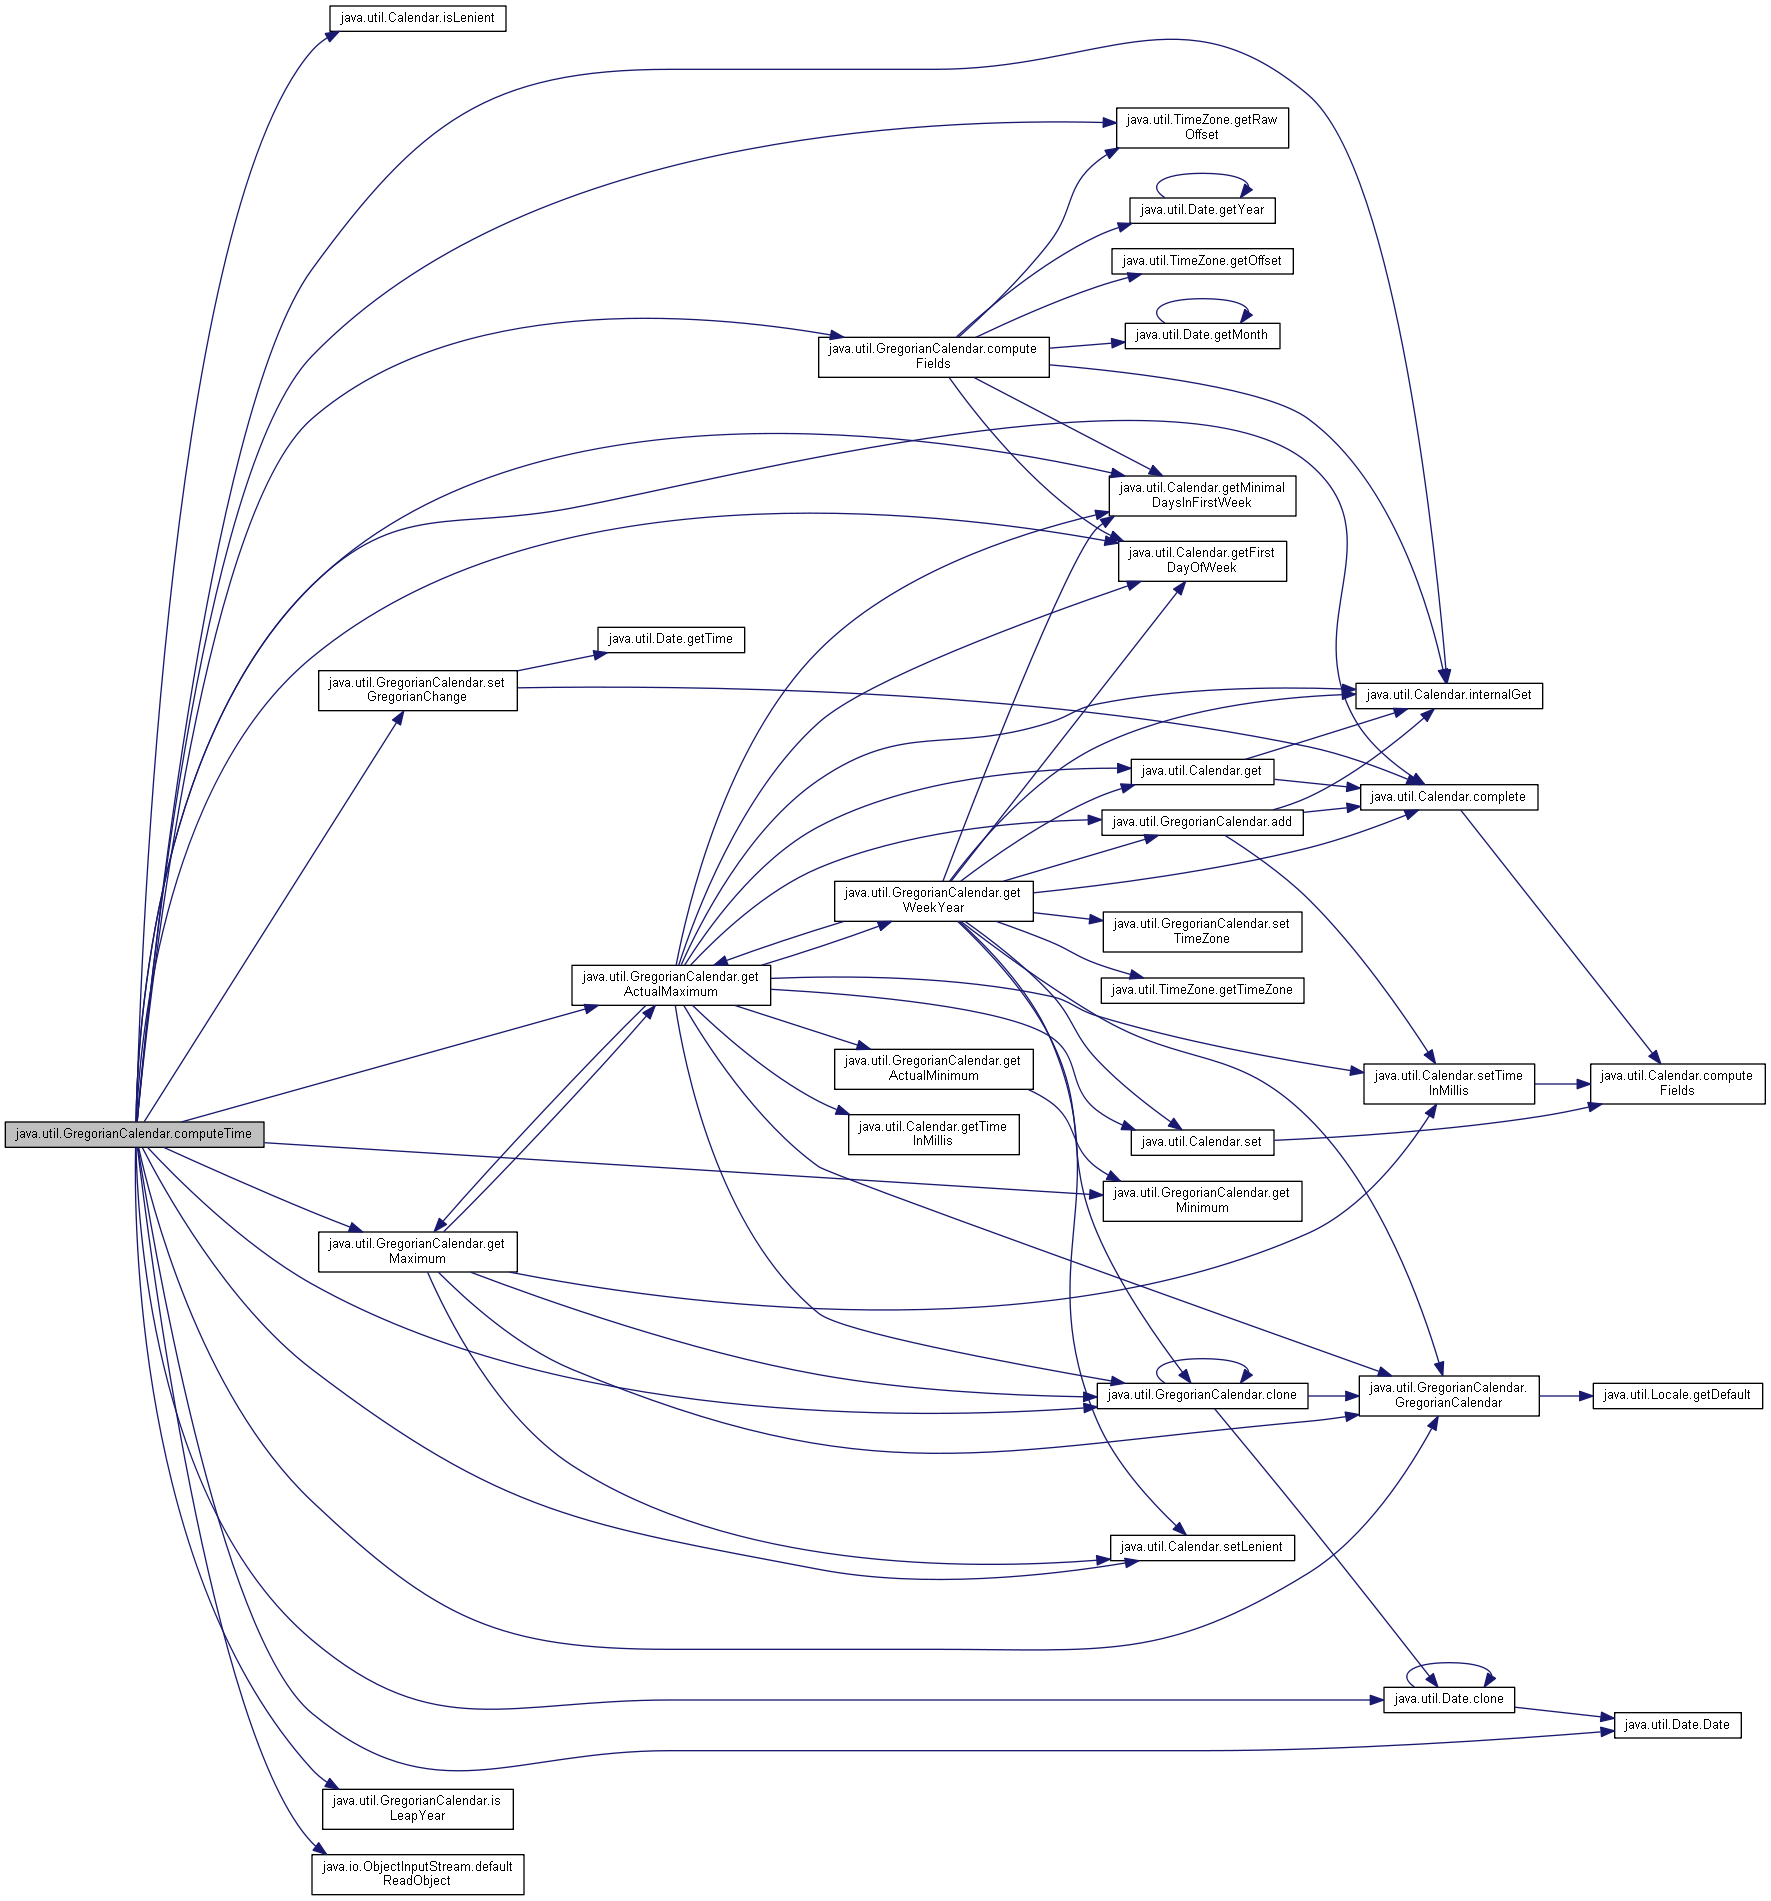 java.util.Calendar.isLenient
java.util.TimeZone.getRaw
Offset
java.util.Date.getYear
java.util.TimeZone.getOffset
java.util.Date.getMonth
java.util.GregorianCalendar.compute
Fields
java.util.Calendar.getMinimal
DaysInFirstWeek
java.util.Calendar.getFirst
DayOfWeek
java.util.Date.getTime
java.util.GregorianCalendar.set
GregorianChange
java.util.Calendar.internalGet
java.util.Calendar.get
java.util.Calendar.complete
java.util.GregorianCalendar.add
java.util.GregorianCalendar.get
WeekYear
java.util.GregorianCalendar.set
TimeZone
java.util.GregorianCalendar.get
ActualMaximum
java.util.TimeZone.getTimeZone
java.util.GregorianCalendar.get
ActualMinimum
java.util.Calendar.setTime
InMillis
java.util.Calendar.compute
Fields
java.util.GregorianCalendar.computeTime
java.util.Calendar.getTime
InMillis
java.util.Calendar.set
java.util.GregorianCalendar.get
Minimum
java.util.GregorianCalendar.get
Maximum
java.util.GregorianCalendar.clone
java.util.GregorianCalendar.
GregorianCalendar
java.util.Locale.getDefault
java.util.Calendar.setLenient
java.util.Date.clone
java.util.Date.Date
java.util.GregorianCalendar.is
LeapYear
java.io.ObjectInputStream.default
ReadObject